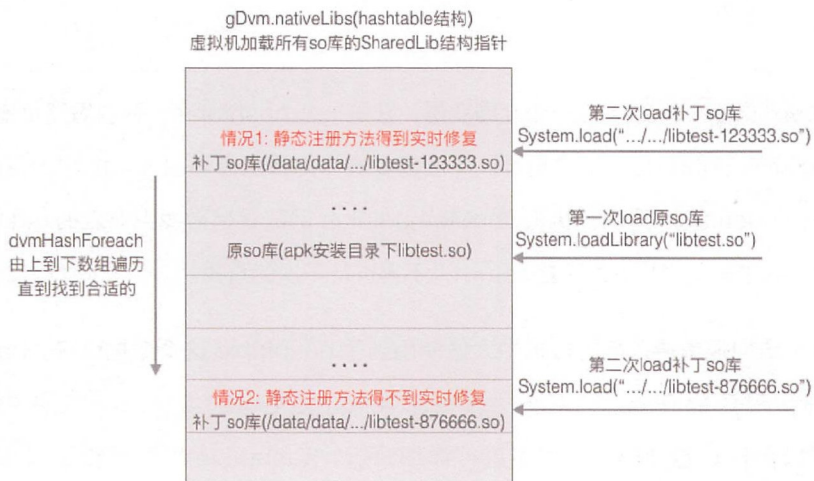 gDvm.nativeLibs(hashtable结构)
虚拟机加载所有so库的SharedLib结构指针
第二次load补丁so库
System.load(“.../.../libtest-123333.so”)
情况1: 静态注册方法得到实时修复
补丁so库(/data/data/.../libtest-123333.so)
....
第一次load原so库
System.loadLibrary(“libtest.so”)
dvmHashForeach
由上到下数组遍历
直到找到合适的
原so库(apk安装目录下libtest.so)
....
第二次load补丁so库
System.load(“.../.../libtest-876666.so”)
情况2: 静态注册方法得不到实时修复
补丁so库(/data/data/.../libtest-876666.so)